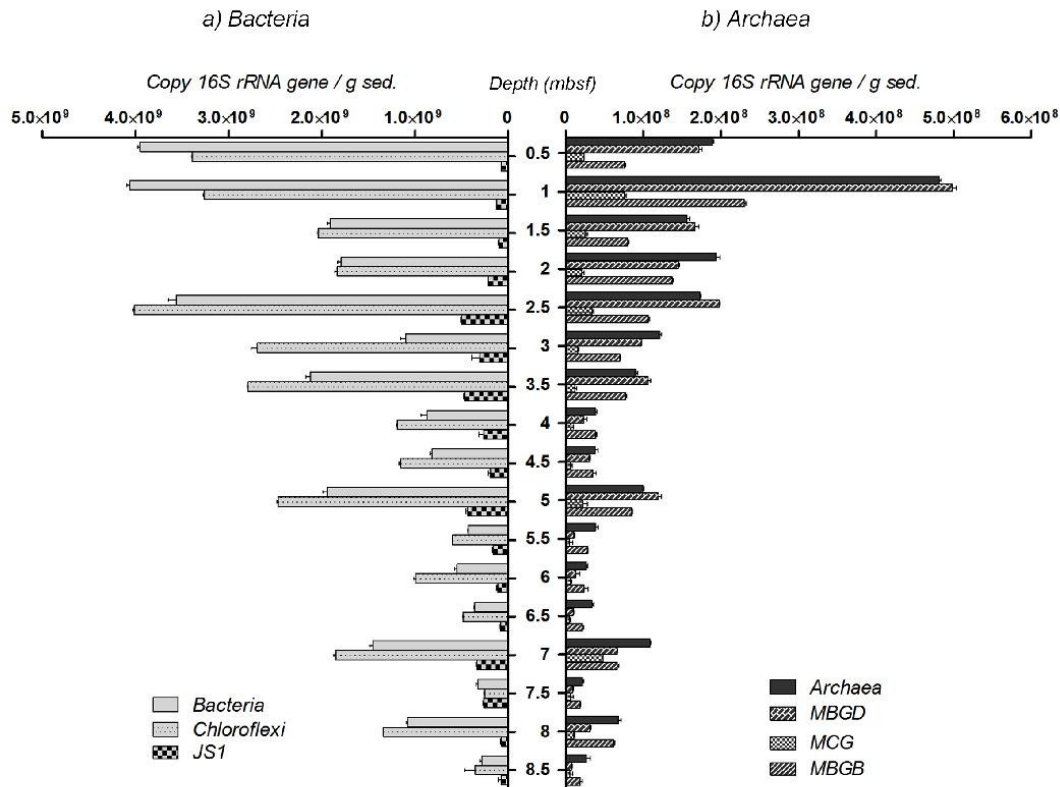 a) Bacteria b) Archaea
Copy 16S rRNA gene / g sed. Depth (mbsf) Copy 16S rRNA gene / g sed.
5.0×10⁹ 4.0×10⁹ 3.0×10⁹ 2.0×10⁹ 1.0×10⁹ 0 0 1.0×10⁸ 2.0×10⁸ 3.0×10⁸ 4.0×10⁸ 5.0×10⁸ 6.0×10⁸
0.5
1
1.5
2
2.5
3
3.5
4
4.5
5
5.5
6
6.5
7
7.5
8
8.5
Bacteria
Chloroflexi
JS1
Archaea
MBGD
MCG
MBGB